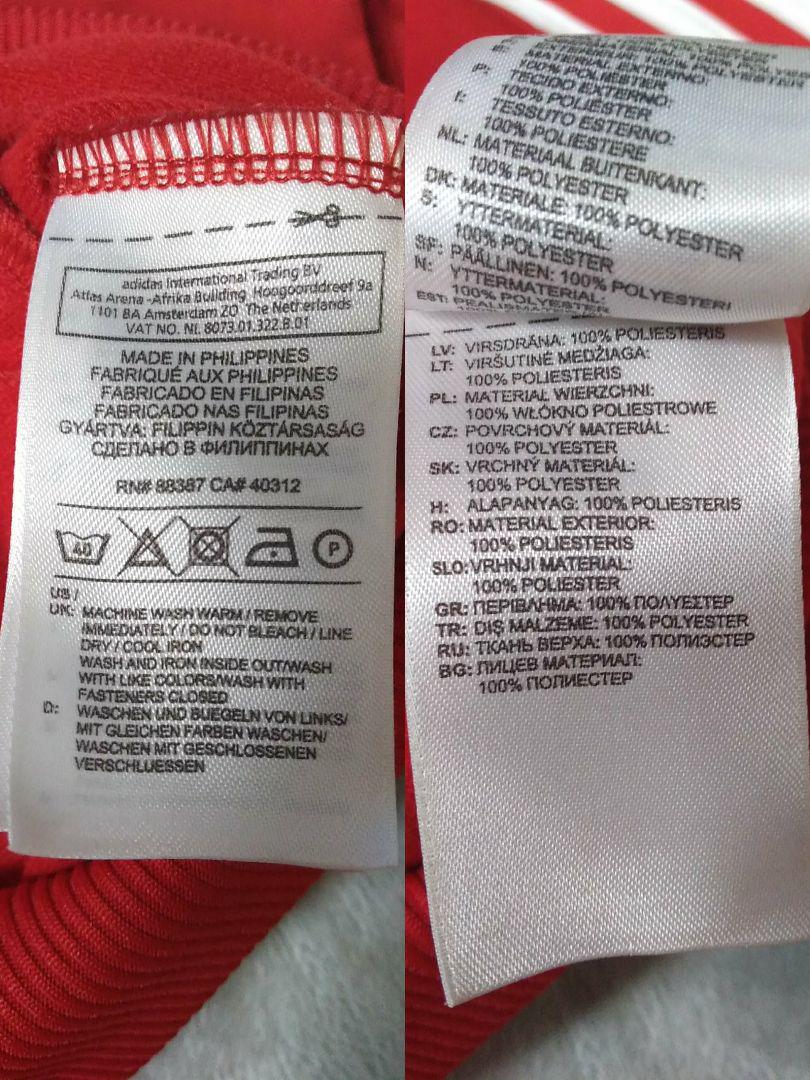 adidas International Trading BV
Atlas Arena -Afrika Building Hoogoorddreef 9a
1101 BA Amsterdam ZO The Netherlands
VAT NO. NL 8073.01.322.B.01
MADE IN PHILIPPINES
FABRIQUÉ AUX PHILIPPINES
FABRICADO EN FILIPINAS
FABRICADO NAS FILIPINAS
GYÁRTVA: FILIPPIN KÖZTÁRSASÁG
СДЕЛАНО В ФИЛИППИНАХ
RN# 88387 CA# 40312
40
P
US /
UK: MACHINE WASH WARM / REMOVE
IMMEDIATELY / DO NOT BLEACH / LINE
DRY / COOL IRON
WASH AND IRON INSIDE OUT/WASH
WITH LIKE COLORS/WASH WITH
FASTENERS CLOSED
D: WASCHEN UND BUEGELN VON LINKS/
MIT GLEICHEN FARBEN WASCHEN/
WASCHEN MIT GESCHLOSSENEN
VERSCHLUESSEN
100% POLIÉSTER
P: MATERIAL EXTERNO:
100% POLIESTER
TECIDO EXTERNO:
100% POLIÉSTER
I: TESSUTO ESTERNO:
100% POLIESTERE
NL: MATERIAAL BUITENKANT:
100% POLYESTER
DK: MATERIALE: 100% POLYESTER
S: YTTERMATERIAL:
100% POLYESTER
SF: PÄÄLLINEN: 100% POLYESTERI
N: YTTERMATERIAL:
100% POLYESTER
EST:
LV: VIRSDRĀNA: 100% POLIESTERIS
LT: VIRŠUTINĖ MEDŽIAGA:
100% POLIESTERIS
PL: MATERIAŁ WIERZCHNI:
100% WŁÓKNO POLIESTROWE
CZ: POVRCHOVÝ MATERIÁL:
100% POLYESTER
SK: VRCHNÝ MATERIÁL:
100% POLYESTER
H: ALAPANYAG: 100% POLIESTERIS
RO: MATERIAL EXTERIOR:
100% POLIESTERIS
SLO: VRHNJI MATERIAL:
100% POLIESTER
GR: ΠΕΡΙΒΛΗΜΑ: 100% ΠΟΛΥΕΣΤΕΡ
TR: DIŞ MALZEME: 100% POLYESTER
RU: ТКАНЬ ВЕРХА: 100% ПОЛИЭСТЕР
BG: ЛИЦЕВ МАТЕРИАЛ:
100% ПОЛИЕСТЕР